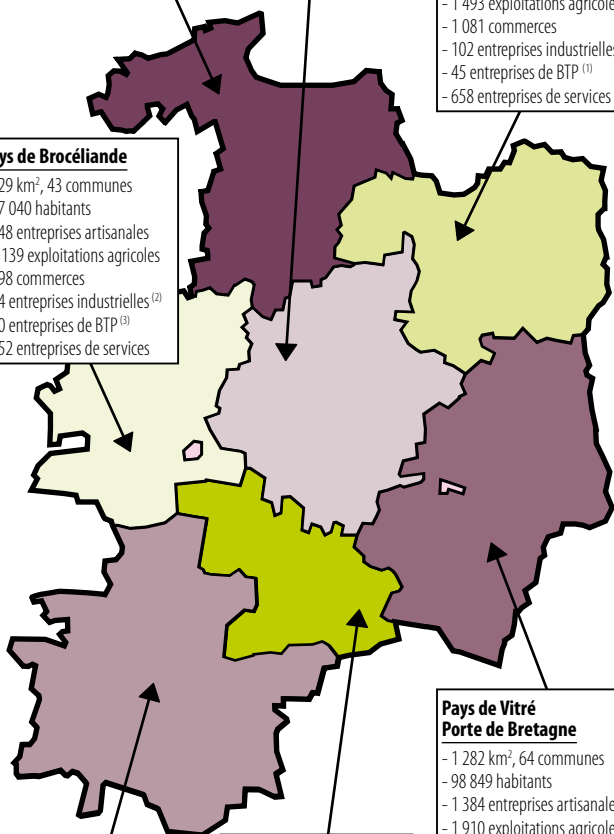 - 1 493 exploitations agricole
- 1 081 commerces
- 102 entreprises industrielles
- 45 entreprises de BTP (1)
- 658 entreprises de services
ys de Brocéliande
29 km², 43 communes
7 040 habitants
48 entreprises artisanales
139 exploitations agricoles
98 commerces
4 entreprises industrielles (2)
0 entreprises de BTP (3)
52 entreprises de services
Pays de Vitré
Porte de Bretagne
- 1 282 km², 64 communes
- 98 849 habitants
- 1 384 entreprises artisanale
- 1 910 exploitations agricole